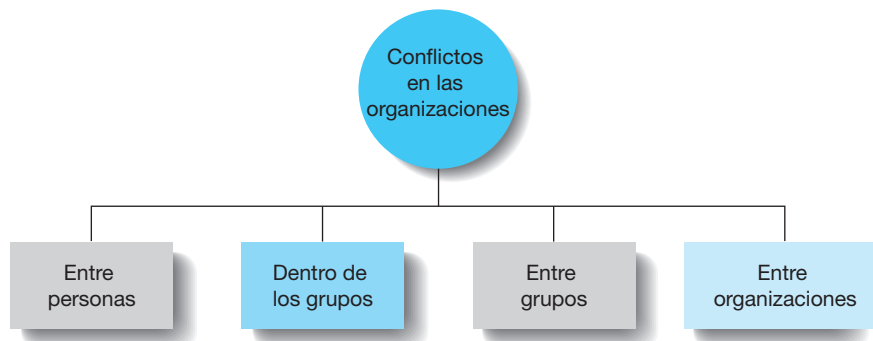 Conflictos
en las
organizaciones
Entre
personas
Dentro de
los grupos
Entre
grupos
Entre
organizaciones